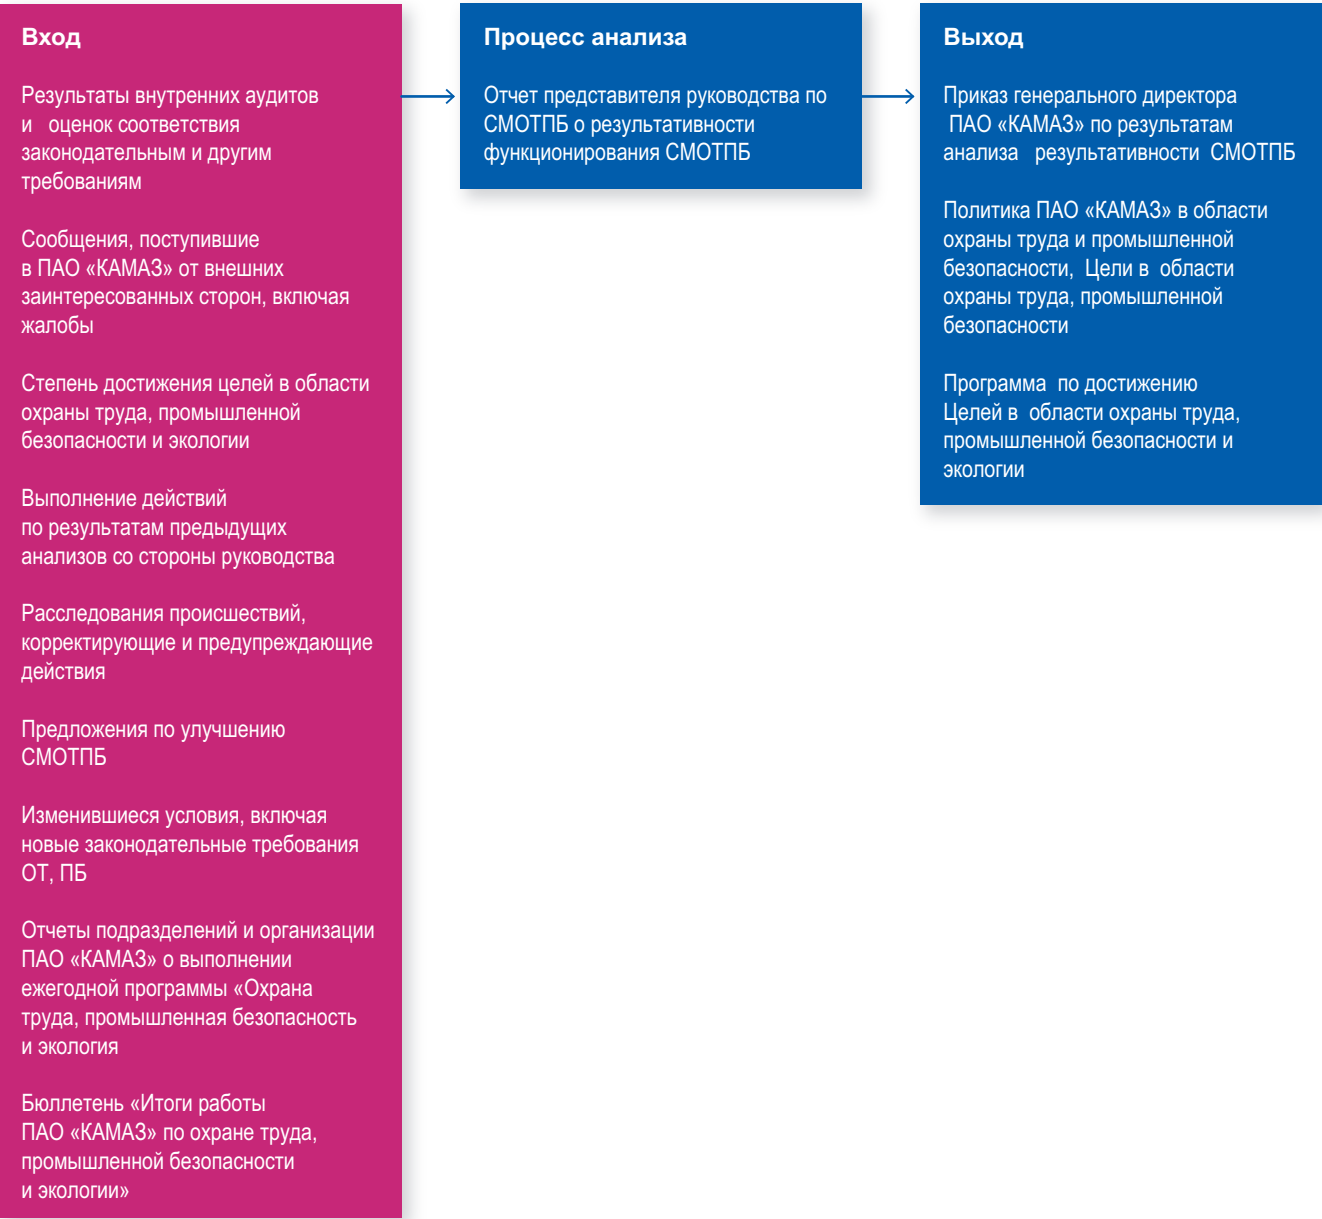 Вход
Результаты внутренних аудитов
и оценок соответствия
законодательным и другим
требованиям
Сообщения, поступившие
в ПАО «КАМАЗ» от внешних
заинтересованных сторон, включая
жалобы
Степень достижения целей в области
охраны труда, промышленной
безопасности и экологии
Выполнение действий
по результатам предыдущих
анализов со стороны руководства
Расследования происшествий,
корректирующие и предупреждающие
действия
Предложения по улучшению
СМОТПБ
Изменившиеся условия, включая
новые законодательные требования
ОТ, ПБ
Отчеты подразделений и организации
ПАО «КАМАЗ» о выполнении
ежегодной программы «Охрана
труда, промышленная безопасность
и экология
Бюллетень «Итоги работы
ПАО «КАМАЗ» по охране труда,
промышленной безопасности
и экологии»
Процесс анализа
Отчет представителя руководства по
СМОТПБ о результативности
функционирования СМОТПБ
Выход
Приказ генерального директора
ПАО «КАМАЗ» по результатам
анализа результативности СМОТПБ
Политика ПАО «КАМАЗ» в области
охраны труда и промышленной
безопасности, Цели в области
охраны труда, промышленной
безопасности
Программа по достижению
Целей в области охраны труда,
промышленной безопасности и
экологии